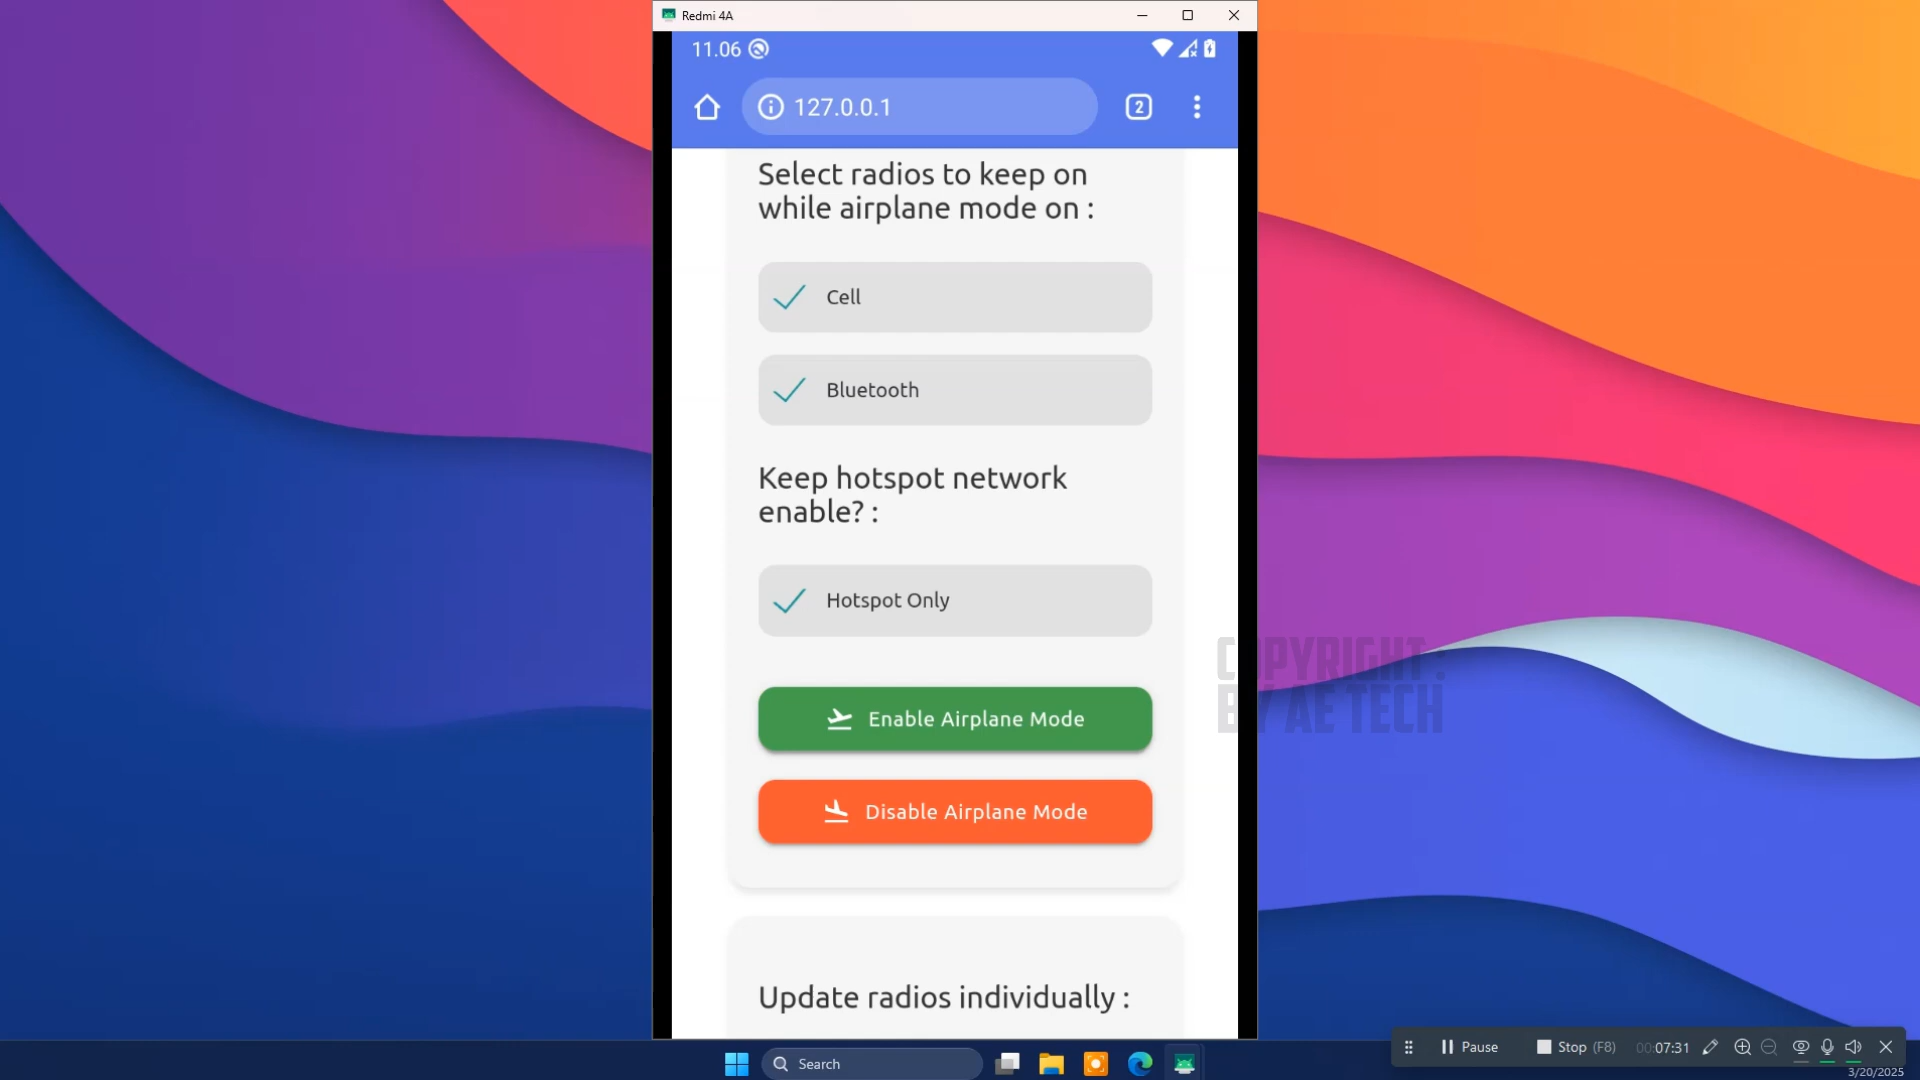 Redmi 4A
11.06
127.0.0.1
2
Select radios to keep on
while airplane mode on :
Cell
Bluetooth
Keep hotspot network
enable? :
Hotspot Only
COPYRIGHT :
BY AE TECH
Enable Airplane Mode
Disable Airplane Mode
Update radios individually :
Pause
Stop (F8)
00:07:31
Search
3/20/2025